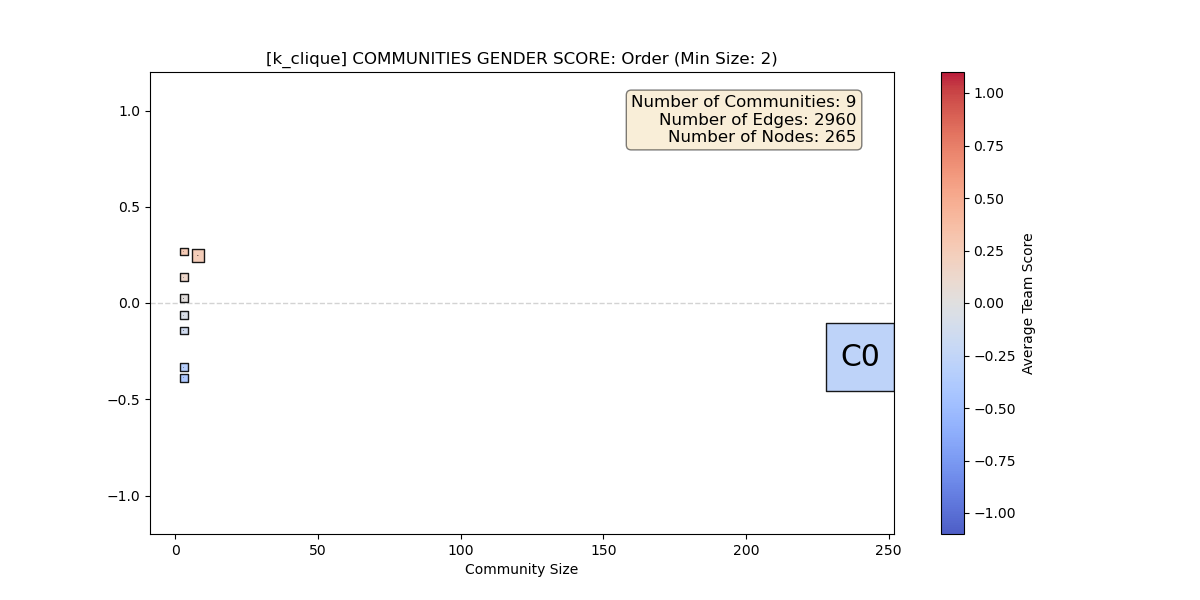 [k_clique] COMMUNITIES GENDER SCORE: Order (Min Size: 2)
Number of Communities: 9
Number of Edges: 2960
Number of Nodes: 265
1.0
0.5
0.0
−0.5
−1.0
C0
0
50
100
150
200
250
Community Size
1.00
0.75
0.50
0.25
0.00
−0.25
−0.50
−0.75
−1.00
Average Team Score